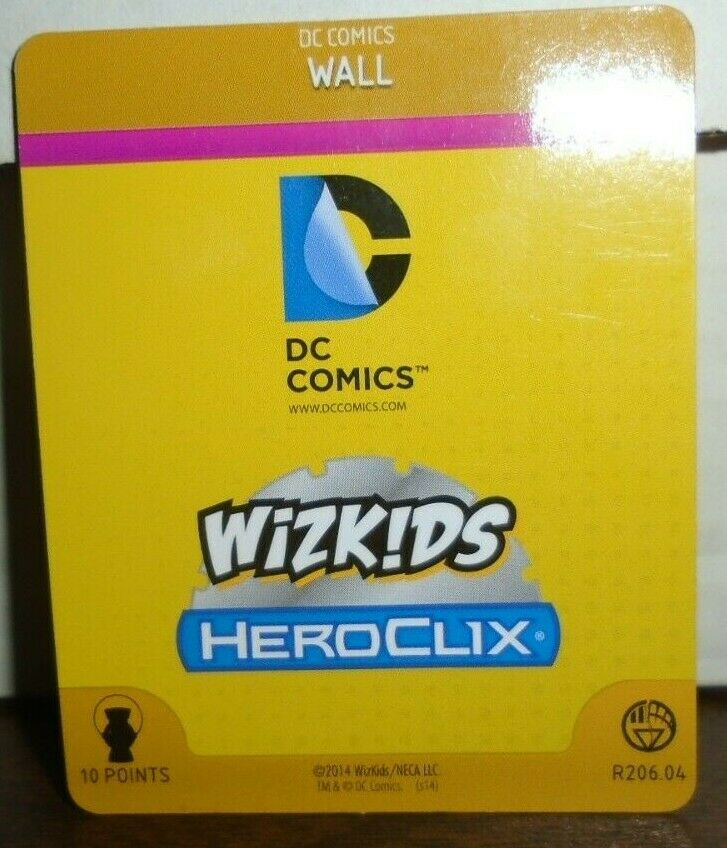 DC COMICS
WALL
DC
COMICS™
WWW.DCCOMICS.COM
WiZK!DS
HEROCLIX®
10 POINTS
©2014 WizKids/NECA LLC.
TM & © DC Comics. (s14)
R206.04